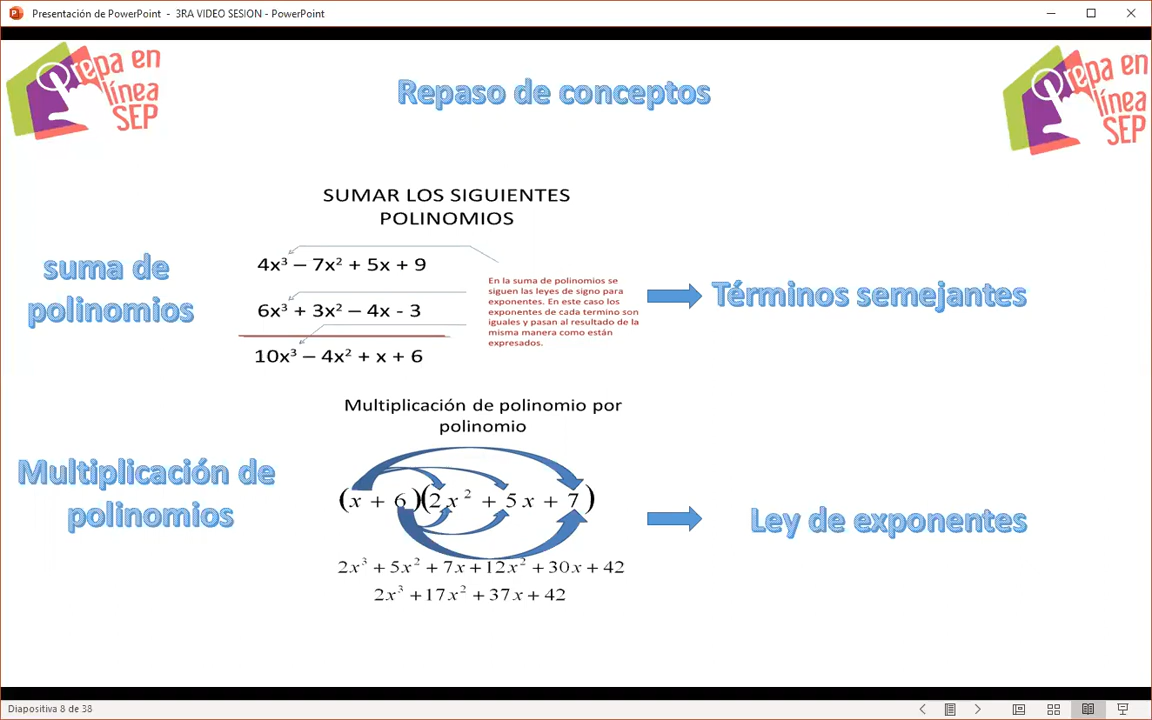 Presentación de PowerPoint - 3RA VIDEO SESION - PowerPoint
Prepa en
línea
SEP
Repaso de conceptos
Prepa en
línea
SEP
SUMAR LOS SIGUIENTES
POLINOMIOS
suma de
polinomios
4x³ – 7x² + 5x + 9
6x³ + 3x² – 4x - 3
10x³ – 4x² + x + 6
En la suma de polinomios se
siguen las leyes de signo para
exponentes. En este caso los
exponentes de cada termino son
iguales y pasan al resultado de la
misma manera como están
expresados.
Términos semejantes
Multiplicación de polinomio por
polinomio
Multiplicación de
polinomios
(x + 6)(2x² + 5x + 7)
2x³ + 5x² + 7x + 12x² + 30x + 42
2x³ + 17x² + 37x + 42
Ley de exponentes
Diapositiva 8 de 38